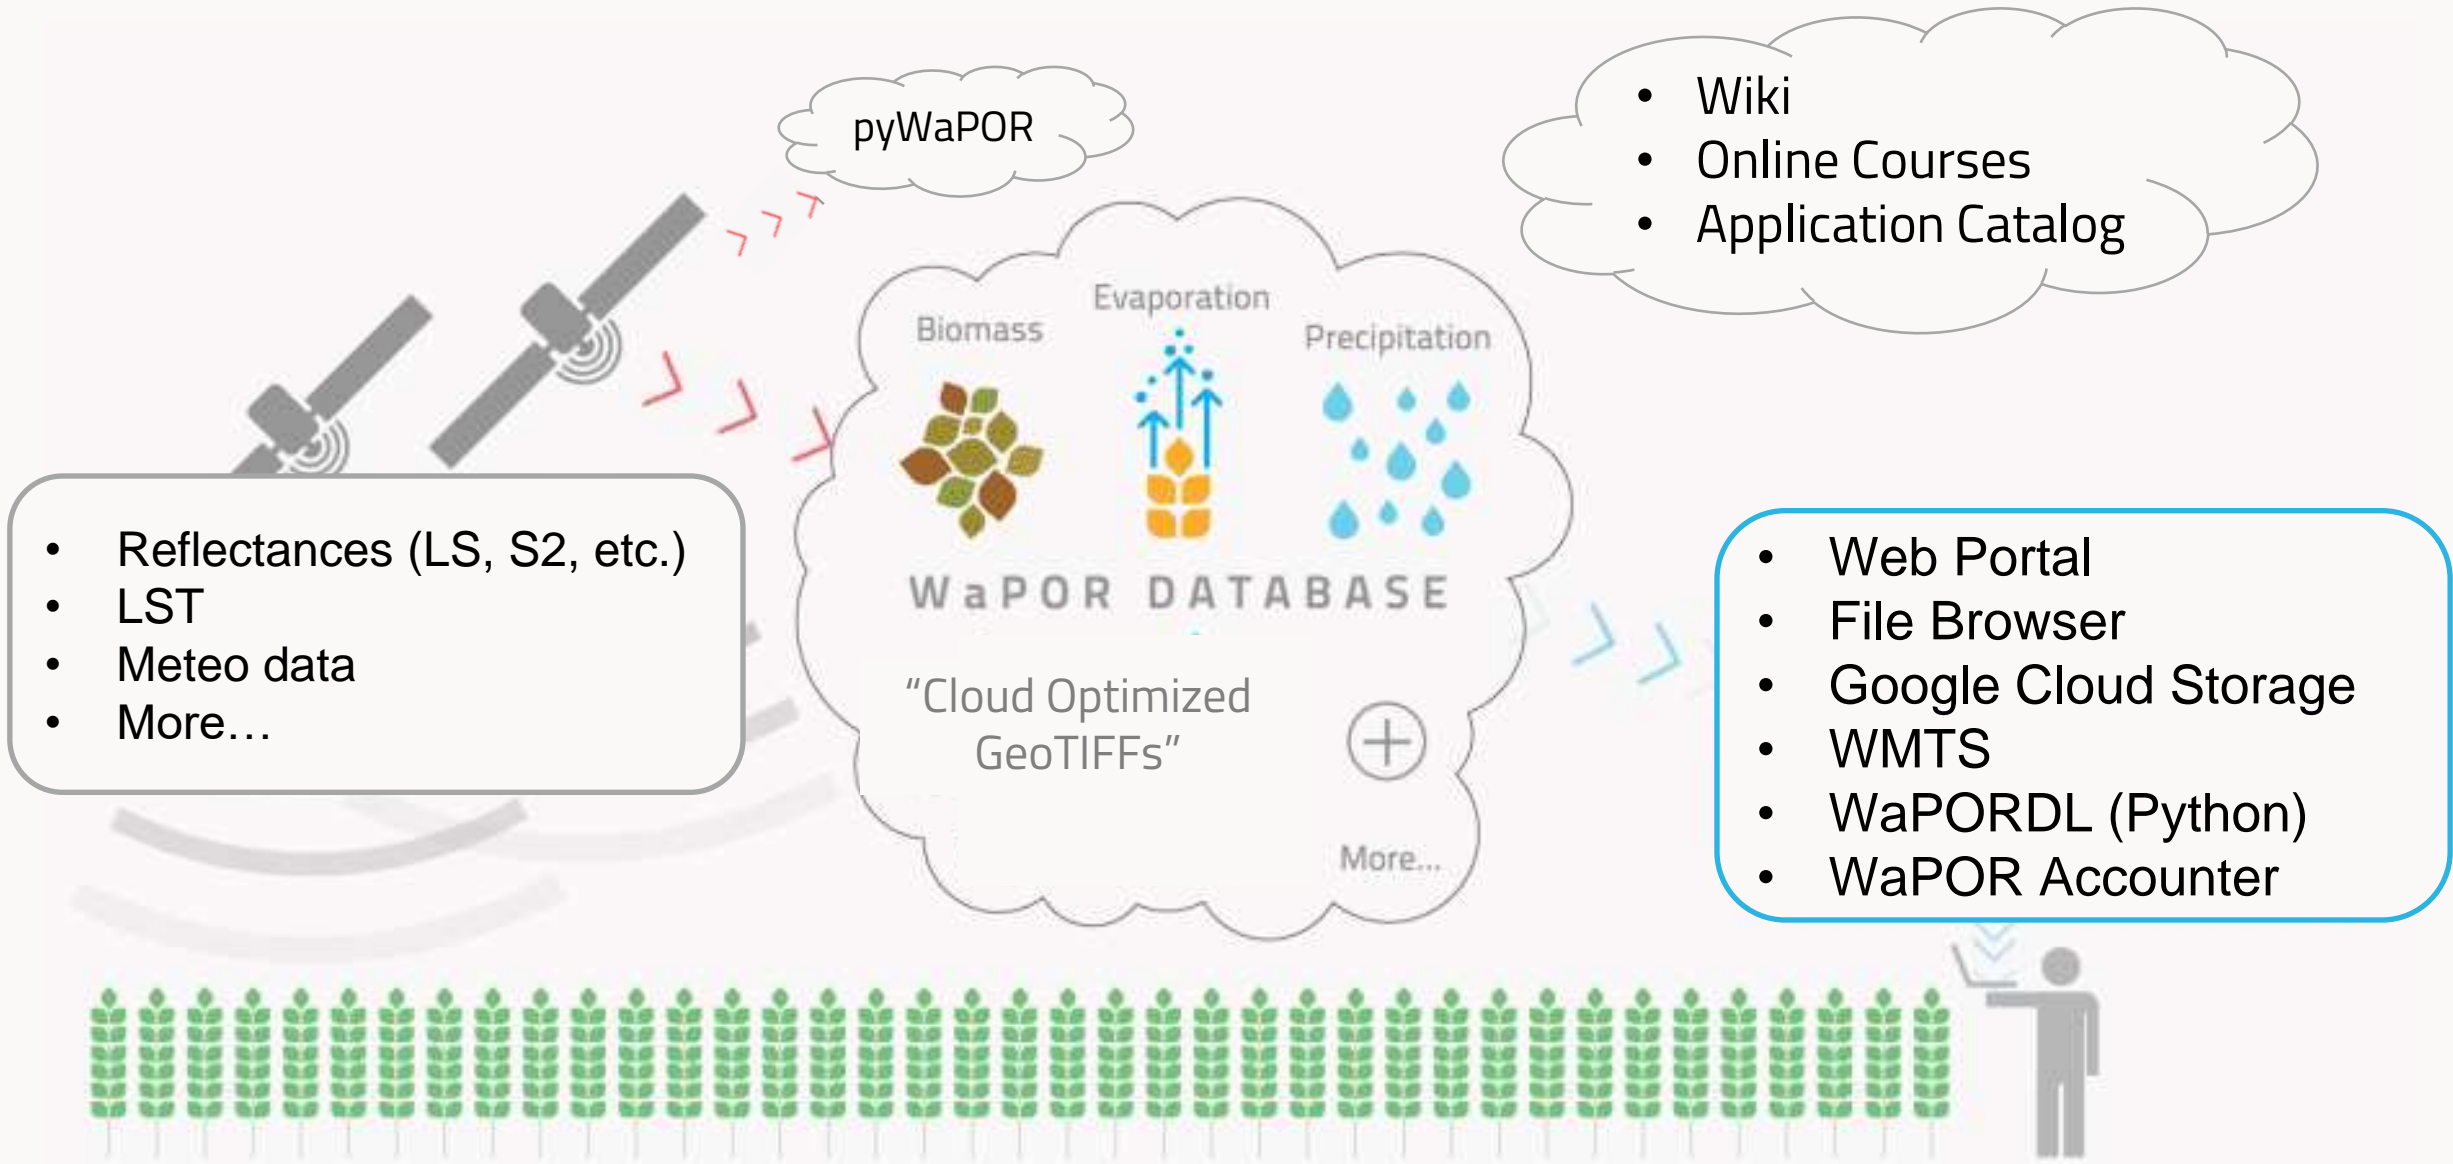 pyWaPOR
• Wiki
• Online Courses
• Application Catalog
Biomass
Evaporation
Precipitation
WaPOR DATABASE
“Cloud Optimized
GeoTIFFs”
More...
• Reflectances (LS, S2, etc.)
• LST
• Meteo data
• More…
• Web Portal
• File Browser
• Google Cloud Storage
• WMTS
• WaPORDL (Python)
• WaPOR Accounter